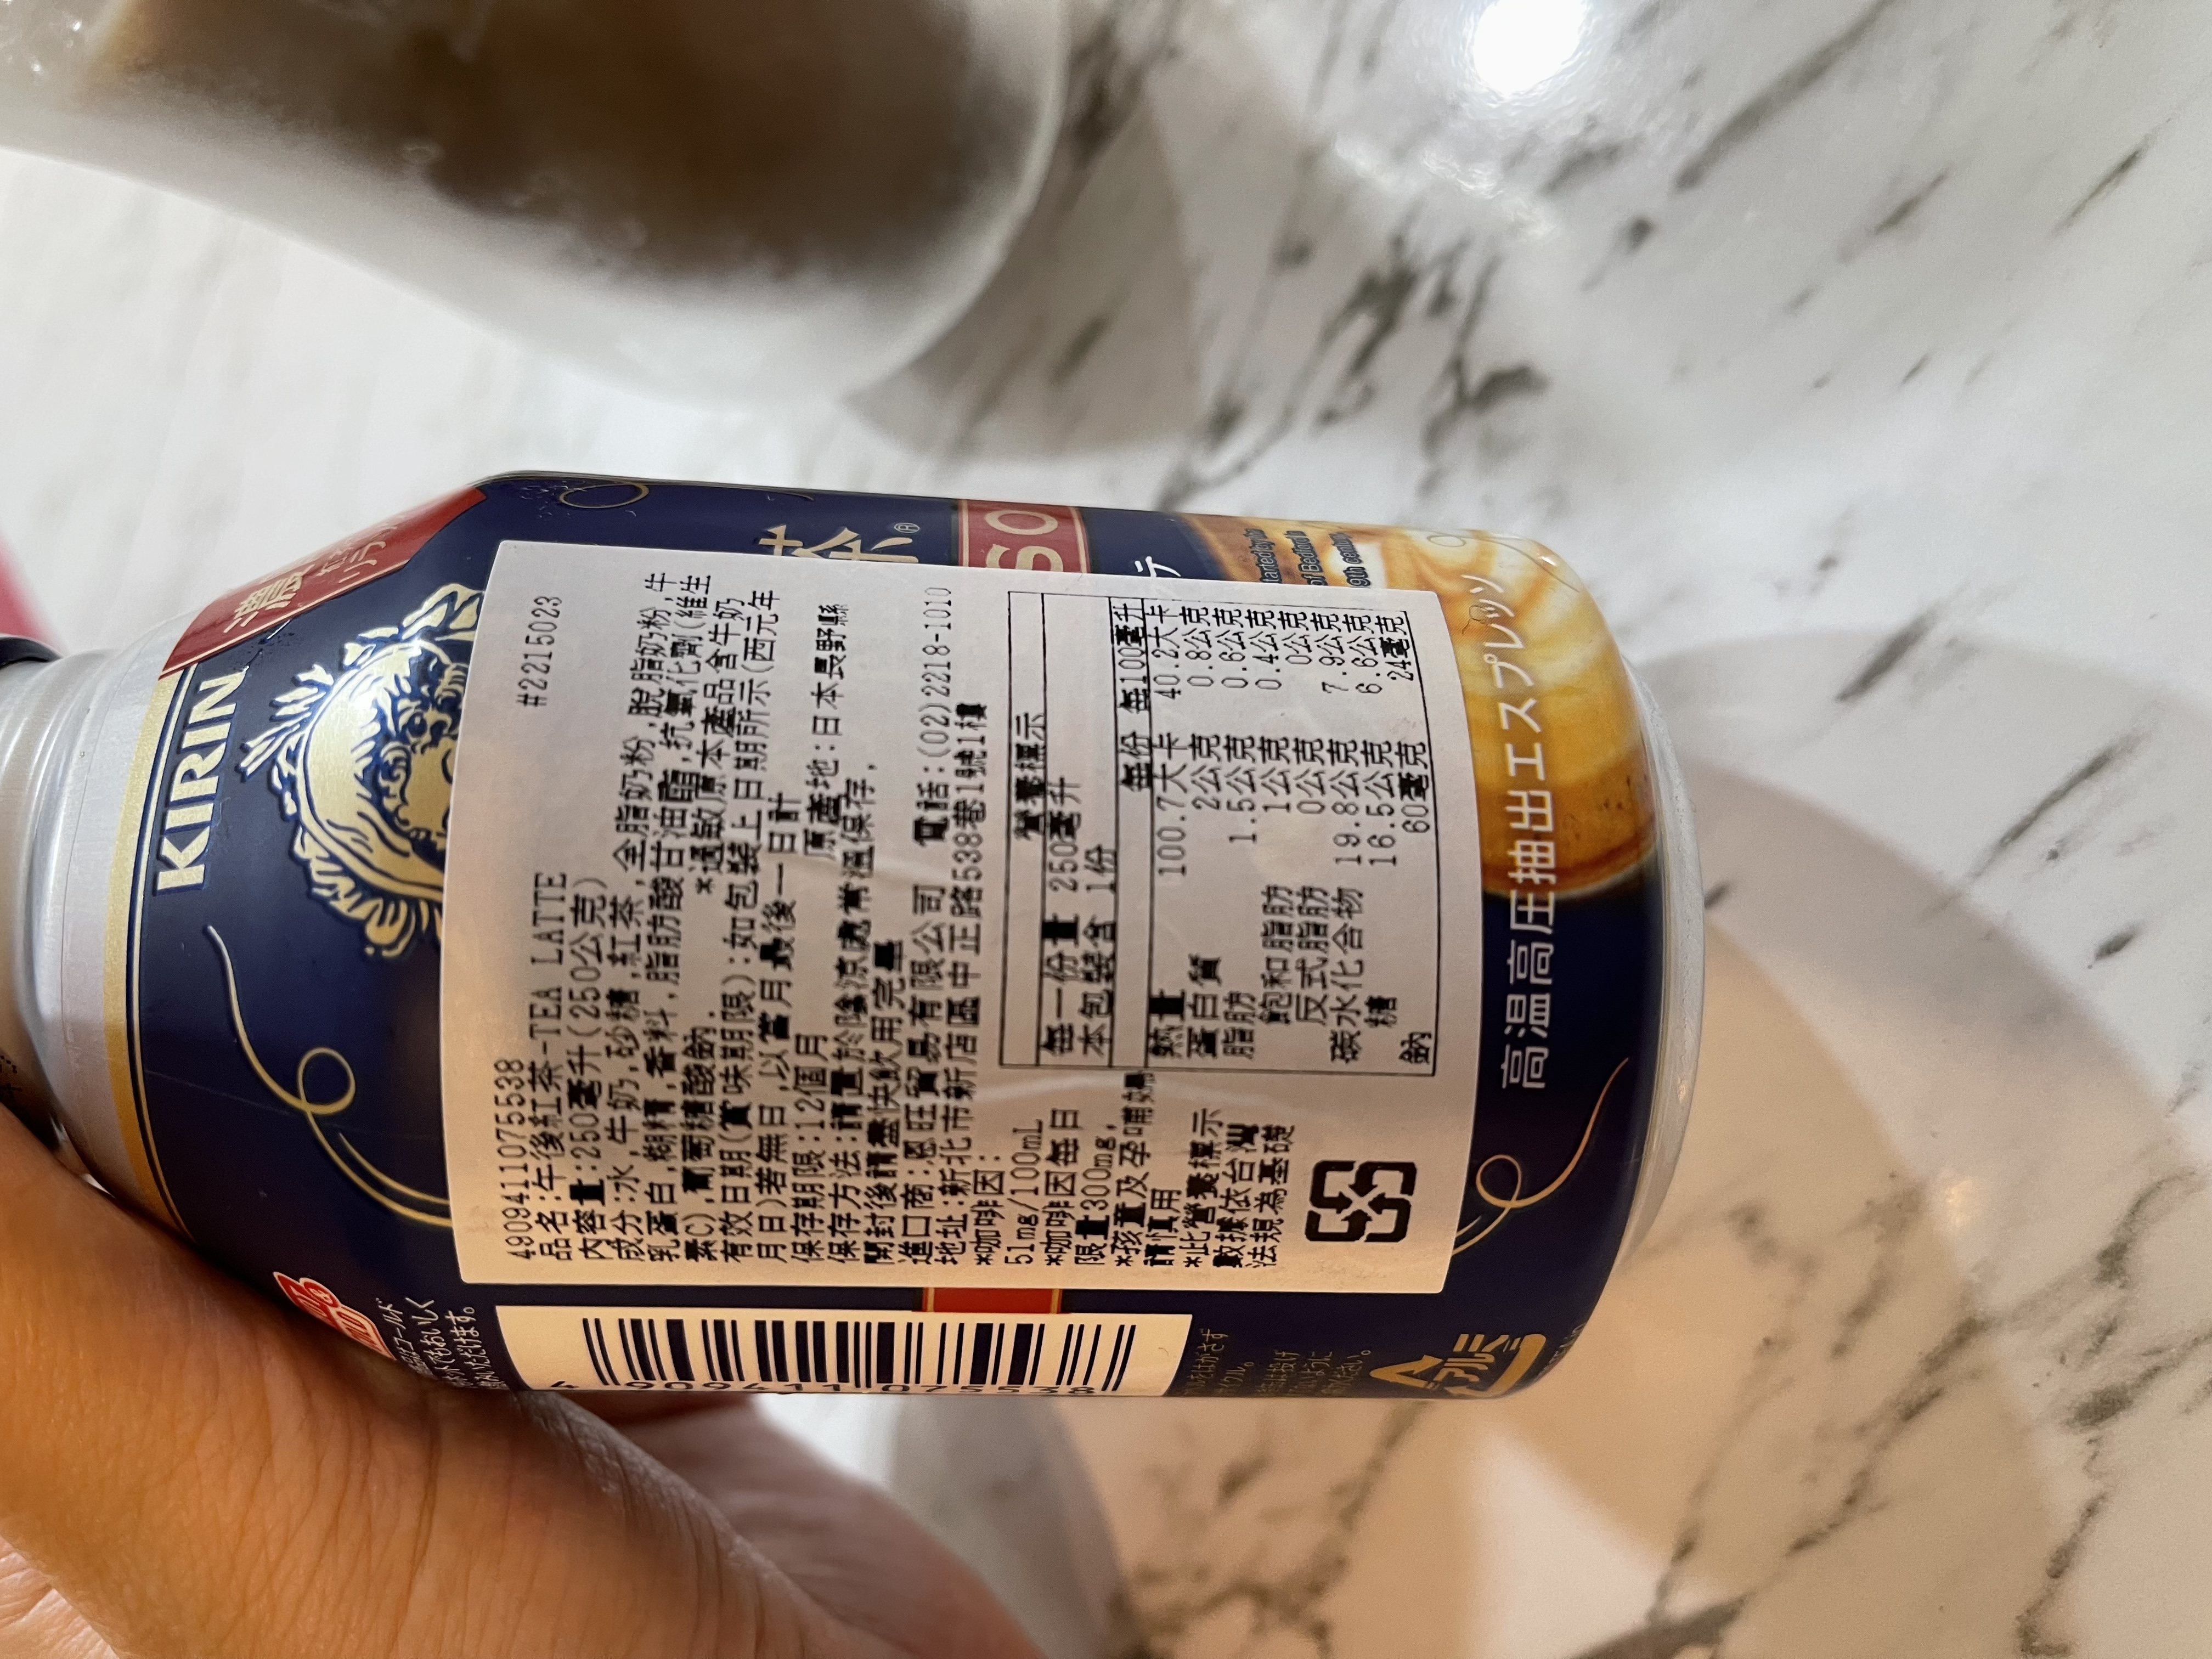 KIRIN
濃
茶®
SO
テ
高温高圧抽出エスプレッソ
#2215023
4909411075538
品名:午後紅茶-TEA LATTE
內容量:250毫升(250公克)
成分:水,牛奶,砂糖,紅茶,全脂奶粉,脫脂奶粉,牛
乳蛋白,糊精,香料,脂肪酸甘油酯,抗氧化劑(維生
素C),葡萄糖酸鈉. *過敏原本產品含牛奶
有效日期(賞味期限):如包裝上日期所示(西元年
月日)若無日,以當月最後一日計
保存期限:12個月 原產地:日本長野縣
保存方法:請置於陰涼處常溫保存,
開封後請盡快飲用完畢
進口商:恩旺貿易有限公司 電話:(02)2218-1010
地址:新北市新店區中正路538巷1號1樓
*咖啡因:
51mg/100mL
*咖啡因每日
限量300mg,
*孩童及孕哺婦
請慎用
*此營養標示
數據依台灣
法規為基礎
營養標示
每一份量 250毫升
本包裝含 1份
每份 每100毫升
熱量 100.7大卡 40.2大卡
蛋白質 2公克 0.8公克
脂肪 1.5公克 0.6公克
飽和脂肪 1公克 0.4公克
反式脂肪 0公克 0公克
碳水化合物 19.8公克 7.9公克
糖 16.5公克 6.6公克
鈉 60毫克 24毫克
4 909411 075538
アルミ